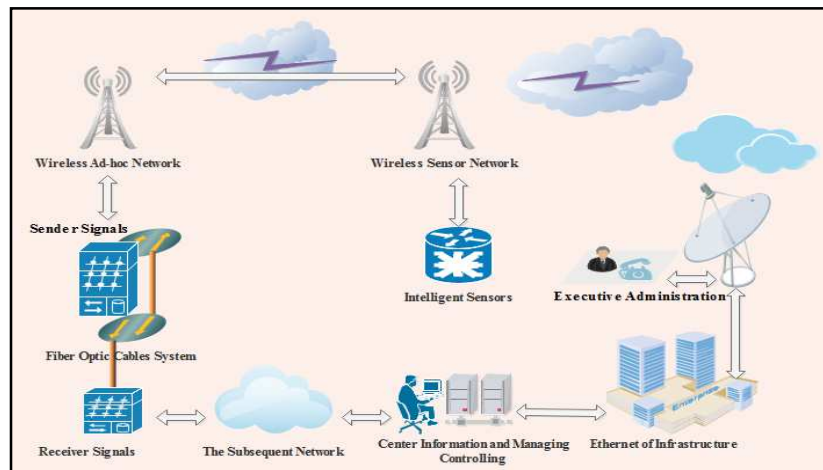 Wireless Ad-hoc Network
Wireless Sensor Network
Sender Signals
Intelligent Sensors
Executive Administration
Fiber Optic Cables System
Enterprise
Receiver Signals
The Subsequent Network
Center Information and Managing
Controlling
Ethernet of Infrastructure